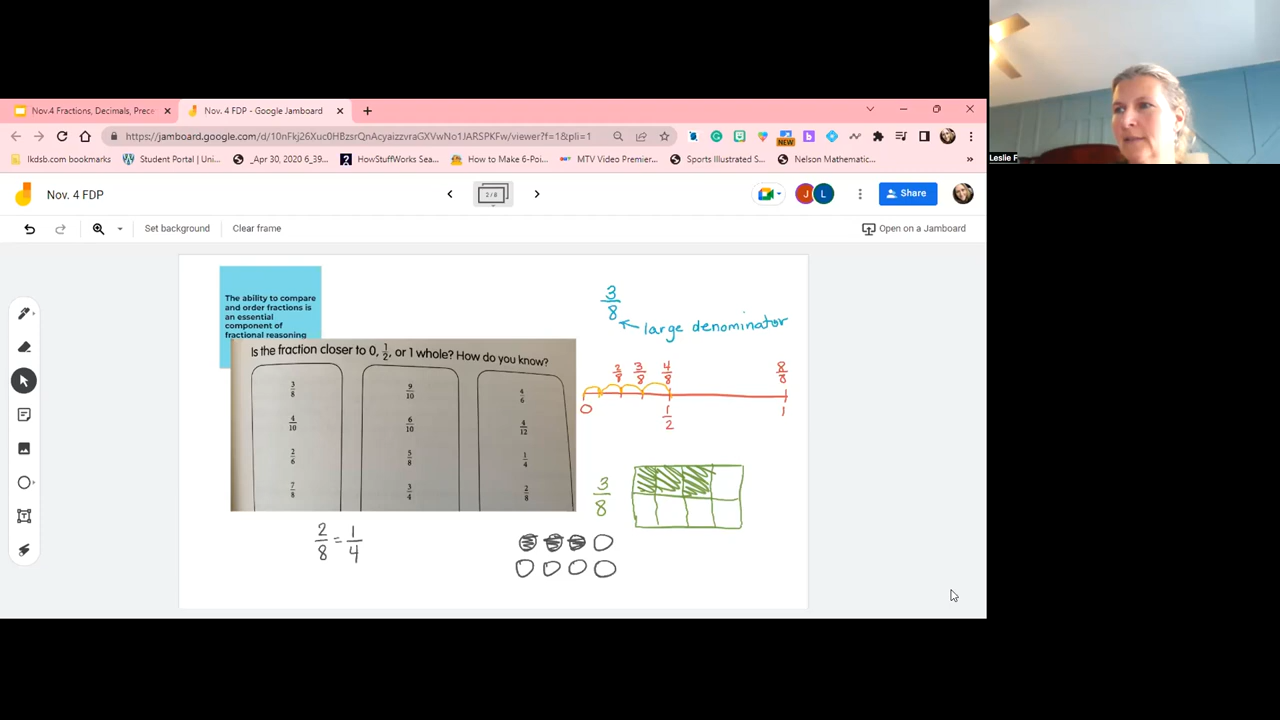 Nov.4 Fractions, Decimals, Perce
Nov. 4 FDP - Google Jamboard
https://jamboard.google.com/d/10nFkj26Xuc0HBzsrQnAcyaizzvraGXVwNo1JARSPKFw/viewer?f=1&pli=1
NEW
lkdsb.com bookmarks
Student Portal | Uni...
_Apr 30, 2020 6_39...
HowStuffWorks Sea...
How to Make 6-Poi...
MTV Video Premier...
Sports Illustrated S...
Nelson Mathematic...
»
Leslie F
Nov. 4 FDP
2 / 8
J
L
Share
Set background
Clear frame
Open on a Jamboard
The ability to compare
and order fractions is
an essential
component of
fractional reasoning
Is the fraction closer to 0, 1/2, or 1 whole? How do you know?
3/8
4/10
2/6
7/8
9/10
6/10
5/8
3/4
4/6
4/12
1/4
2/8
3/8
large denominator
2/8 3/8 4/8 8/8
0 1/2 1
3/8
2/8 = 1/4